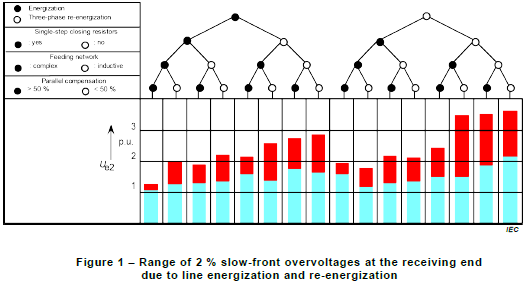 Energization
Three-phase re-energization
Single-step closing resistors
yes : no
Feeding network
complex inductive
Parallel compensation
> 50 % < 50 %
3
p.u.
2
ue2
1
IEC
Figure 1 – Range of 2 % slow-front overvoltages at the receiving end
due to line energization and re-energization